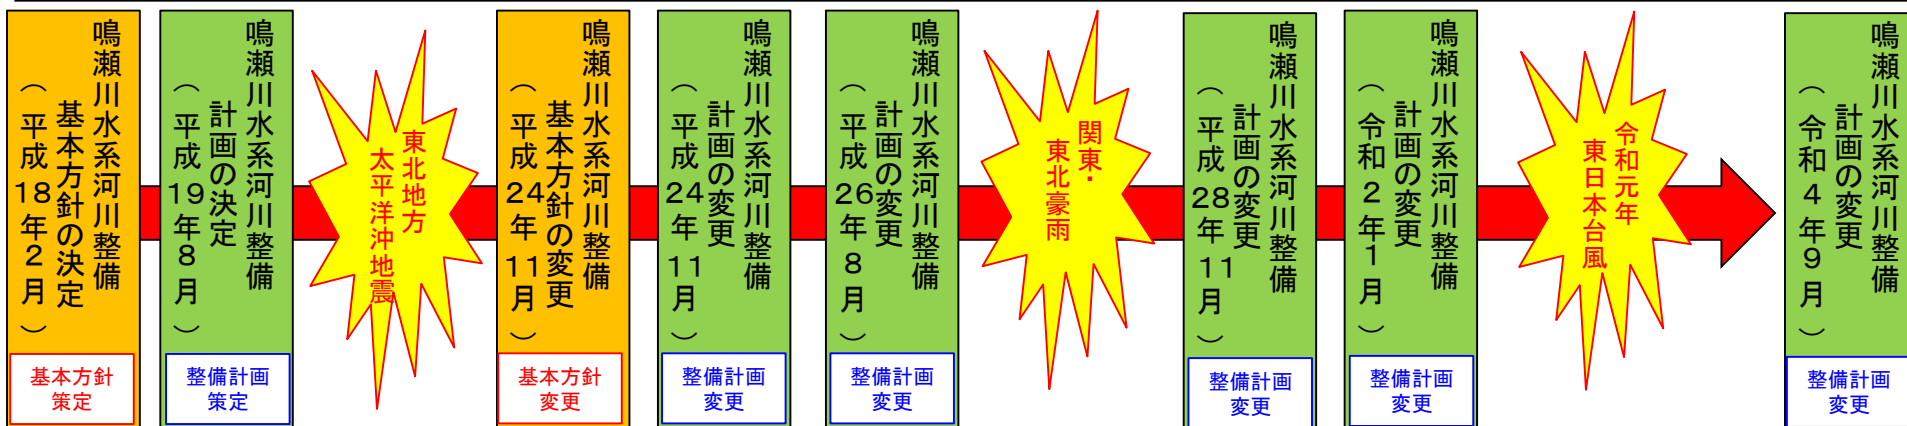 鳴瀬川水系河川整備
基本方針の決定
（平成18年2月）
基本方針
策定
鳴瀬川水系河川整備
計画の決定
（平成19年8月）
整備計画
策定
東北地方
太平洋沖地震
鳴瀬川水系河川整備
基本方針の変更
（平成24年11月）
基本方針
変更
鳴瀬川水系河川整備
計画の変更
（平成24年11月）
整備計画
変更
鳴瀬川水系河川整備
計画の変更
（平成26年8月）
整備計画
変更
関東・
東北豪雨
鳴瀬川水系河川整備
計画の変更
（平成28年11月）
整備計画
変更
鳴瀬川水系河川整備
計画の変更
（令和2年1月）
整備計画
変更
令和元年
東日本台風
鳴瀬川水系河川整備
計画の変更
（令和4年9月）
整備計画
変更